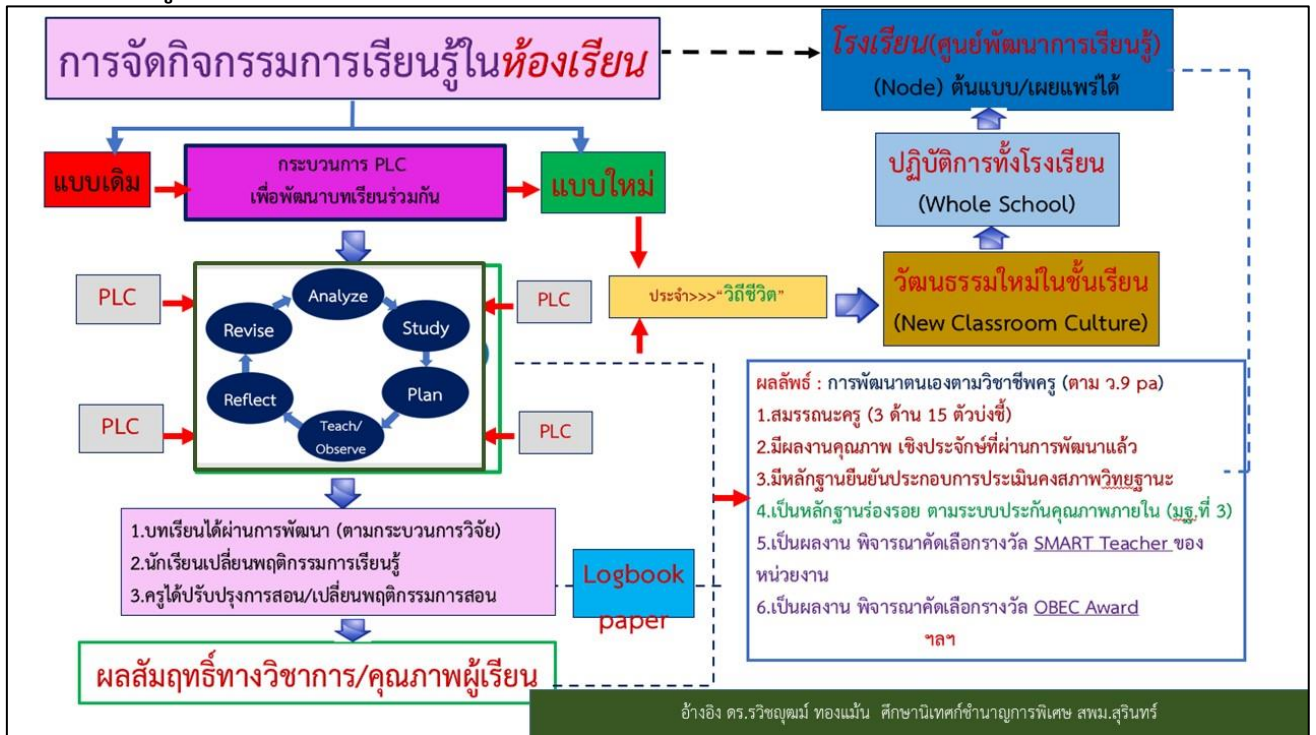 การจัดกิจกรรมการเรียนรู้ในห้องเรียน
โรงเรียน(ศูนย์พัฒนาการเรียนรู้)
(Node) ต้นแบบ/เผยแพร่ได้
แบบเดิม
กระบวนการ PLC
เพื่อพัฒนาบทเรียนร่วมกัน
แบบใหม่
ปฏิบัติการทั้งโรงเรียน
(Whole School)
PLC
Analyze
Study
Plan
Teach/
Observe
Reflect
Revise
PLC
ประจำ>>>"วิถีชีวิต"
วัฒนธรรมใหม่ในชั้นเรียน
(New Classroom Culture)
PLC
PLC
ผลลัพธ์ : การพัฒนาตนเองตามวิชาชีพครู (ตาม ว.9 pa)
1.สมรรถนะครู (3 ด้าน 15 ตัวบ่งชี้)
2.มีผลงานคุณภาพ เชิงประจักษ์ที่ผ่านการพัฒนาแล้ว
3.มีหลักฐานยืนยันประกอบการประเมินคงสภาพวิทยฐานะ
4.เป็นหลักฐานร่องรอย ตามระบบประกันคุณภาพภายใน (มฐ.ที่ 3)
5.เป็นผลงาน พิจารณาคัดเลือกรางวัล SMART Teacher ของ
หน่วยงาน
6.เป็นผลงาน พิจารณาคัดเลือกรางวัล OBEC Award
ฯลฯ
1.บทเรียนได้ผ่านการพัฒนา (ตามกระบวนการวิจัย)
2.นักเรียนเปลี่ยนพฤติกรรมการเรียนรู้
3.ครูได้ปรับปรุงการสอน/เปลี่ยนพฤติกรรมการสอน
Logbook
paper
ผลสัมฤทธิ์ทางวิชาการ/คุณภาพผู้เรียน
อ้างอิง ดร.รวิชญุฒม์ ทองแม้น ศึกษานิเทศก์ชำนาญการพิเศษ สพม.สุรินทร์